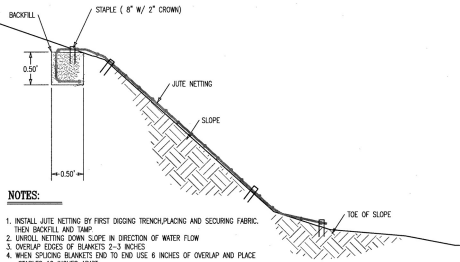 STAPLE ( 8" W/ 2" CROWN)
BACKFILL
0.50'
JUTE NETTING
SLOPE
0.50'
TOE OF SLOPE
NOTES:
1. INSTALL JUTE NETTING BY FIRST DIGGING TRENCH,PLACING AND SECURING FABRIC.
THEN BACKFILL AND TAMP.
2. UNROLL NETTING DOWN SLOPE IN DIRECTION OF WATER FLOW
3. OVERLAP EDGES OF BLANKETS 2-3 INCHES
4. WHEN SPLICING BLANKETS END TO END USE 6 INCHES OF OVERLAP AND PLACE